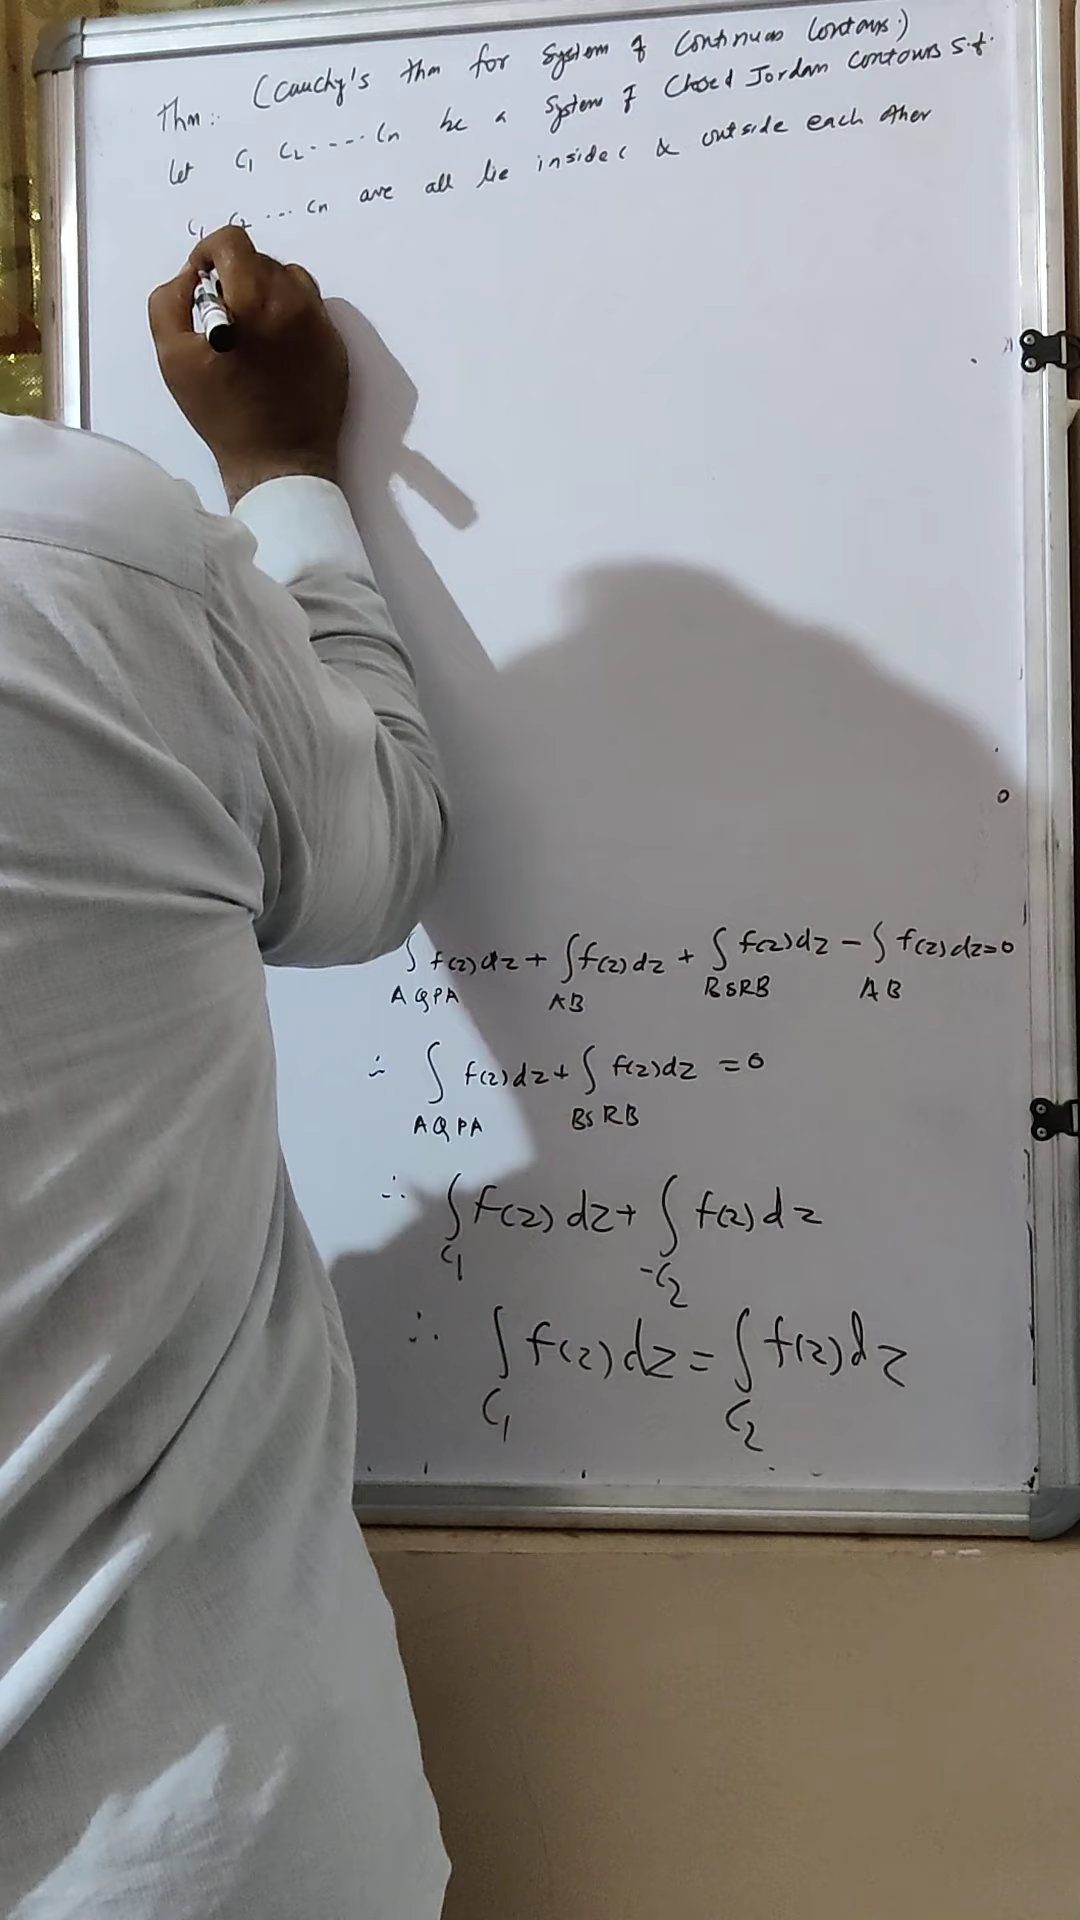 Thm: (Cauchy's thm for system of continuos contours)
let C₁ C₂ ..... Cn be a system of closed Jordan contours s.t.
C₁ C₂ ... Cn are all lie inside C & outside each other
∫ f(z)dz + ∫ f(z)dz + ∫ f(z)dz - ∫ f(z)dz=0
AQPA AB BSRB AB
∴ ∫ f(z)dz + ∫ f(z)dz = 0
AQPA BSRB
∴ ∫ f(z) dz + ∫ f(z) dz
C₁ -C₂
∴ ∫ f(z) dz = ∫ f(z) dz
C₁ C₂